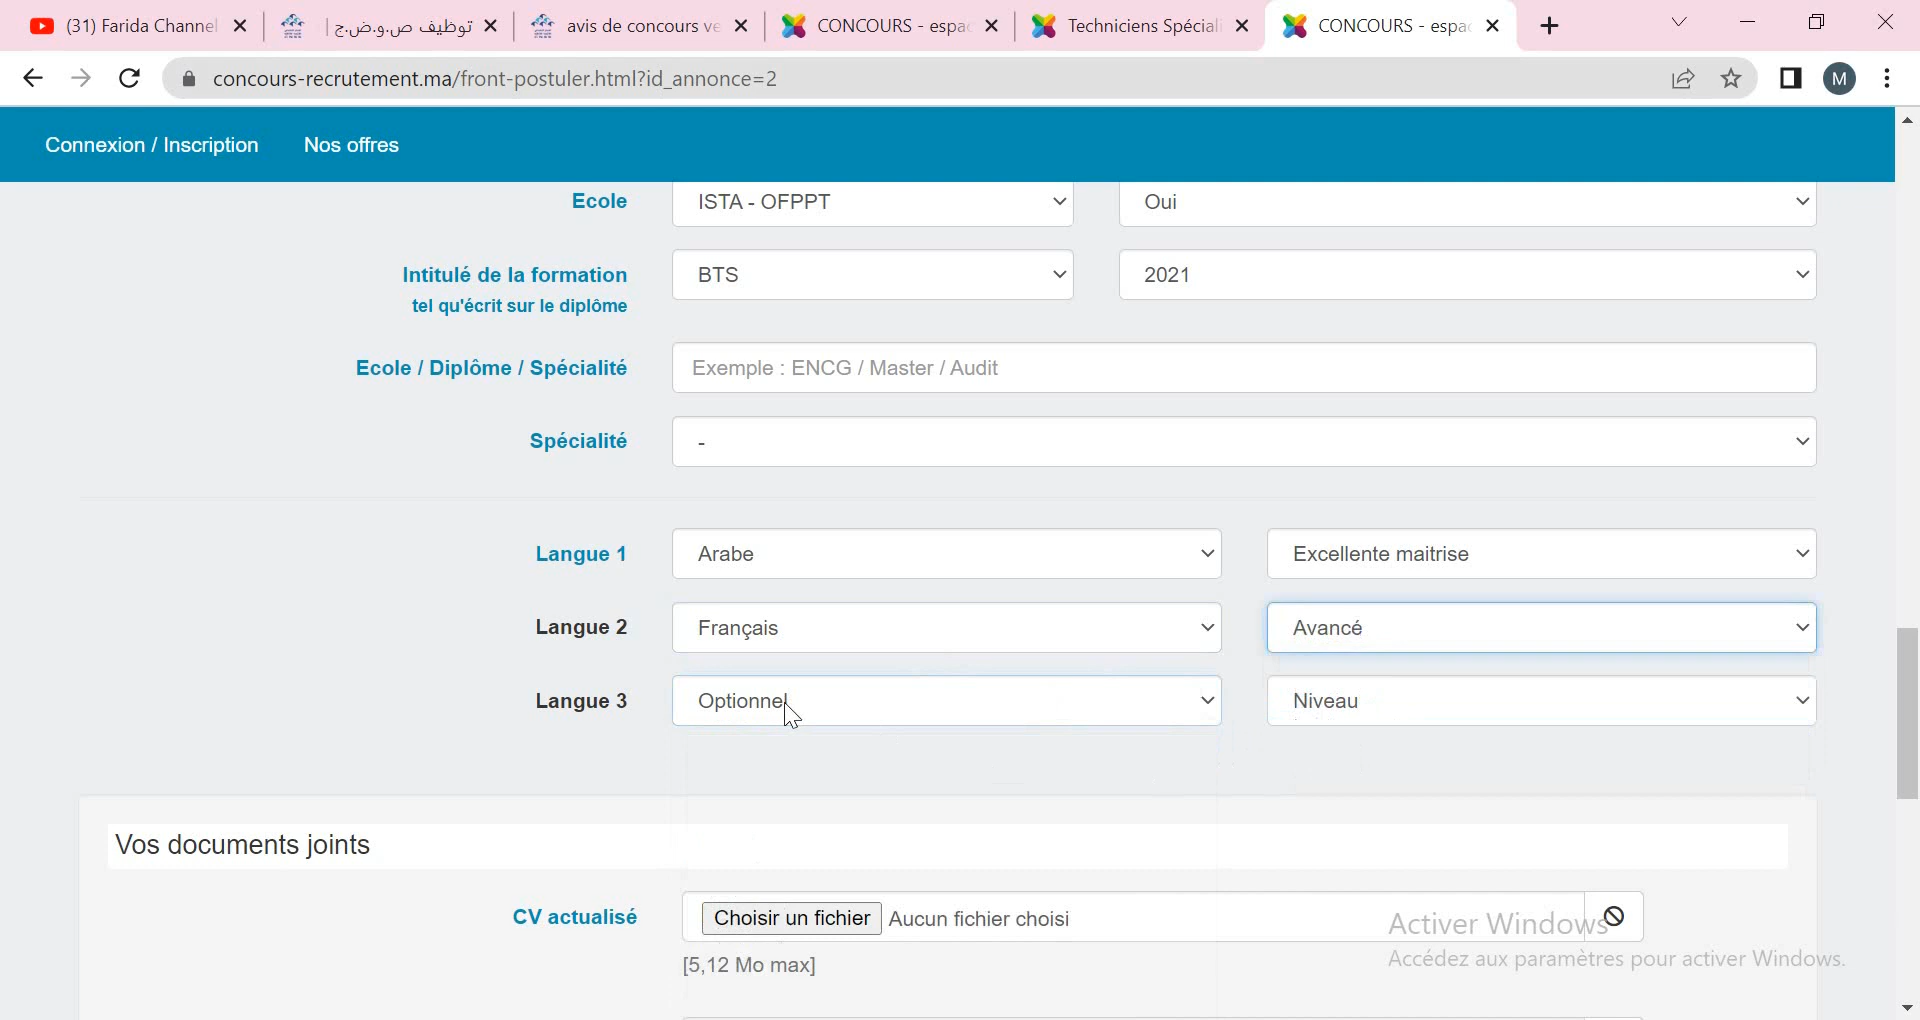 (31) Farida Channel
توظيف ص.و.ض.ج |
avis de concours ve
CONCOURS - espac
Techniciens Spéciali
CONCOURS - espac
concours-recrutement.ma/front-postuler.html?id_annonce=2
M
Connexion / Inscription
Nos offres
Ecole
ISTA - OFPPT
Oui
Intitulé de la formation
tel qu'écrit sur le diplôme
BTS
2021
Ecole / Diplôme / Spécialité
Exemple : ENCG / Master / Audit
Spécialité
-
Langue 1
Arabe
Excellente maitrise
Langue 2
Français
Avancé
Langue 3
Optionnel
Niveau
Vos documents joints
CV actualisé
Choisir un fichier
Aucun fichier choisi
[5,12 Mo max]
Activer Windows
Accédez aux paramètres pour activer Windows.